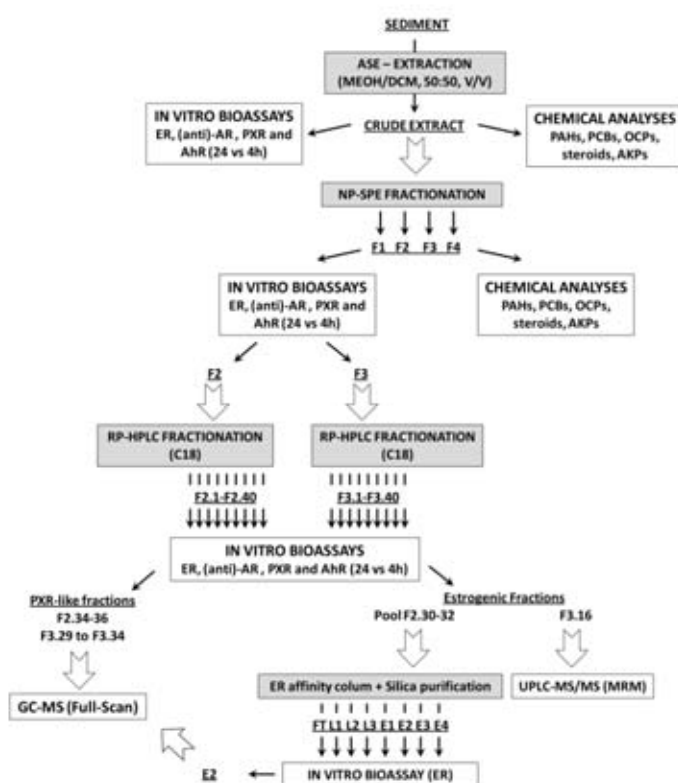 SEDIMENT
ASE – EXTRACTION
(MEOH/DCM, 50:50, V/V)
IN VITRO BIOASSAYS
ER, (anti)-AR , PXR and
AhR (24 vs 4h)
CRUDE EXTRACT
CHEMICAL ANALYSES
PAHs, PCBs, OCPs,
steroids, AKPs
NP-SPE FRACTIONATION
F1 F2 F3 F4
IN VITRO BIOASSAYS
ER, (anti)-AR, PXR and
AhR (24 vs 4h)
CHEMICAL ANALYSES
PAHs, PCBs, OCPs,
steroids, AKPs
F2
F3
RP-HPLC FRACTIONATION
(C18)
RP-HPLC FRACTIONATION
(C18)
F2.1-F2.40
F3.1-F3.40
IN VITRO BIOASSAYS
ER, (anti)-AR , PXR and AhR (24 vs 4h)
PXR-like fractions
F2.34-36
F3.29 to F3.34
Estrogenic Fractions
Pool F2.30-32
F3.16
ER affinity colum + Silica purification
UPLC-MS/MS (MRM)
GC-MS (Full-Scan)
FT L1 L2 L3 E1 E2 E3 E4
E2
IN VITRO BIOASSAY (ER)